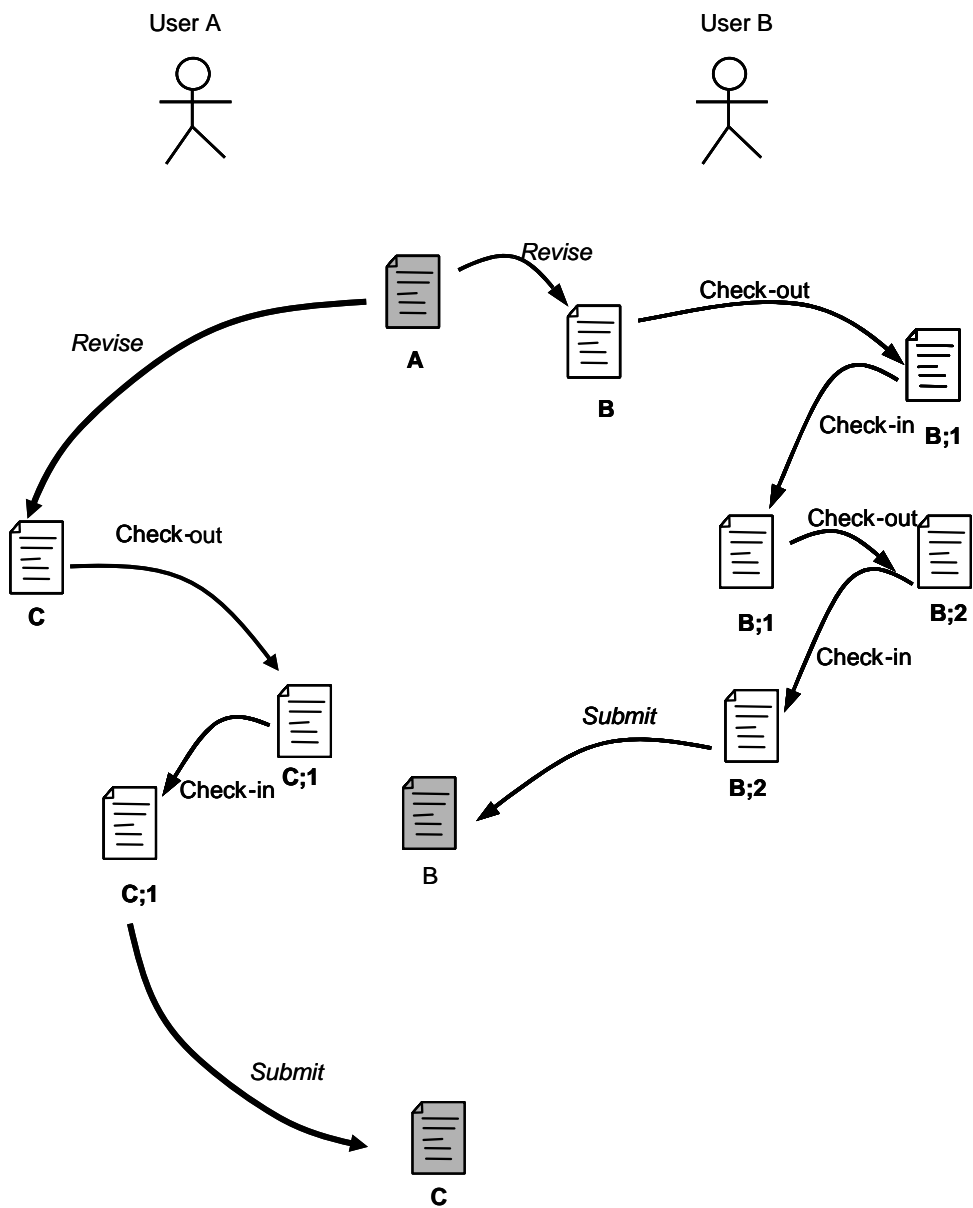 User A
User B
Revise
Check-out
Revise
A
B
Check-in
B;1
Check-out
Check-out
C
B;1
B;2
Check-in
Submit
C;1
Check-in
B;2
B
C;1
Submit
C